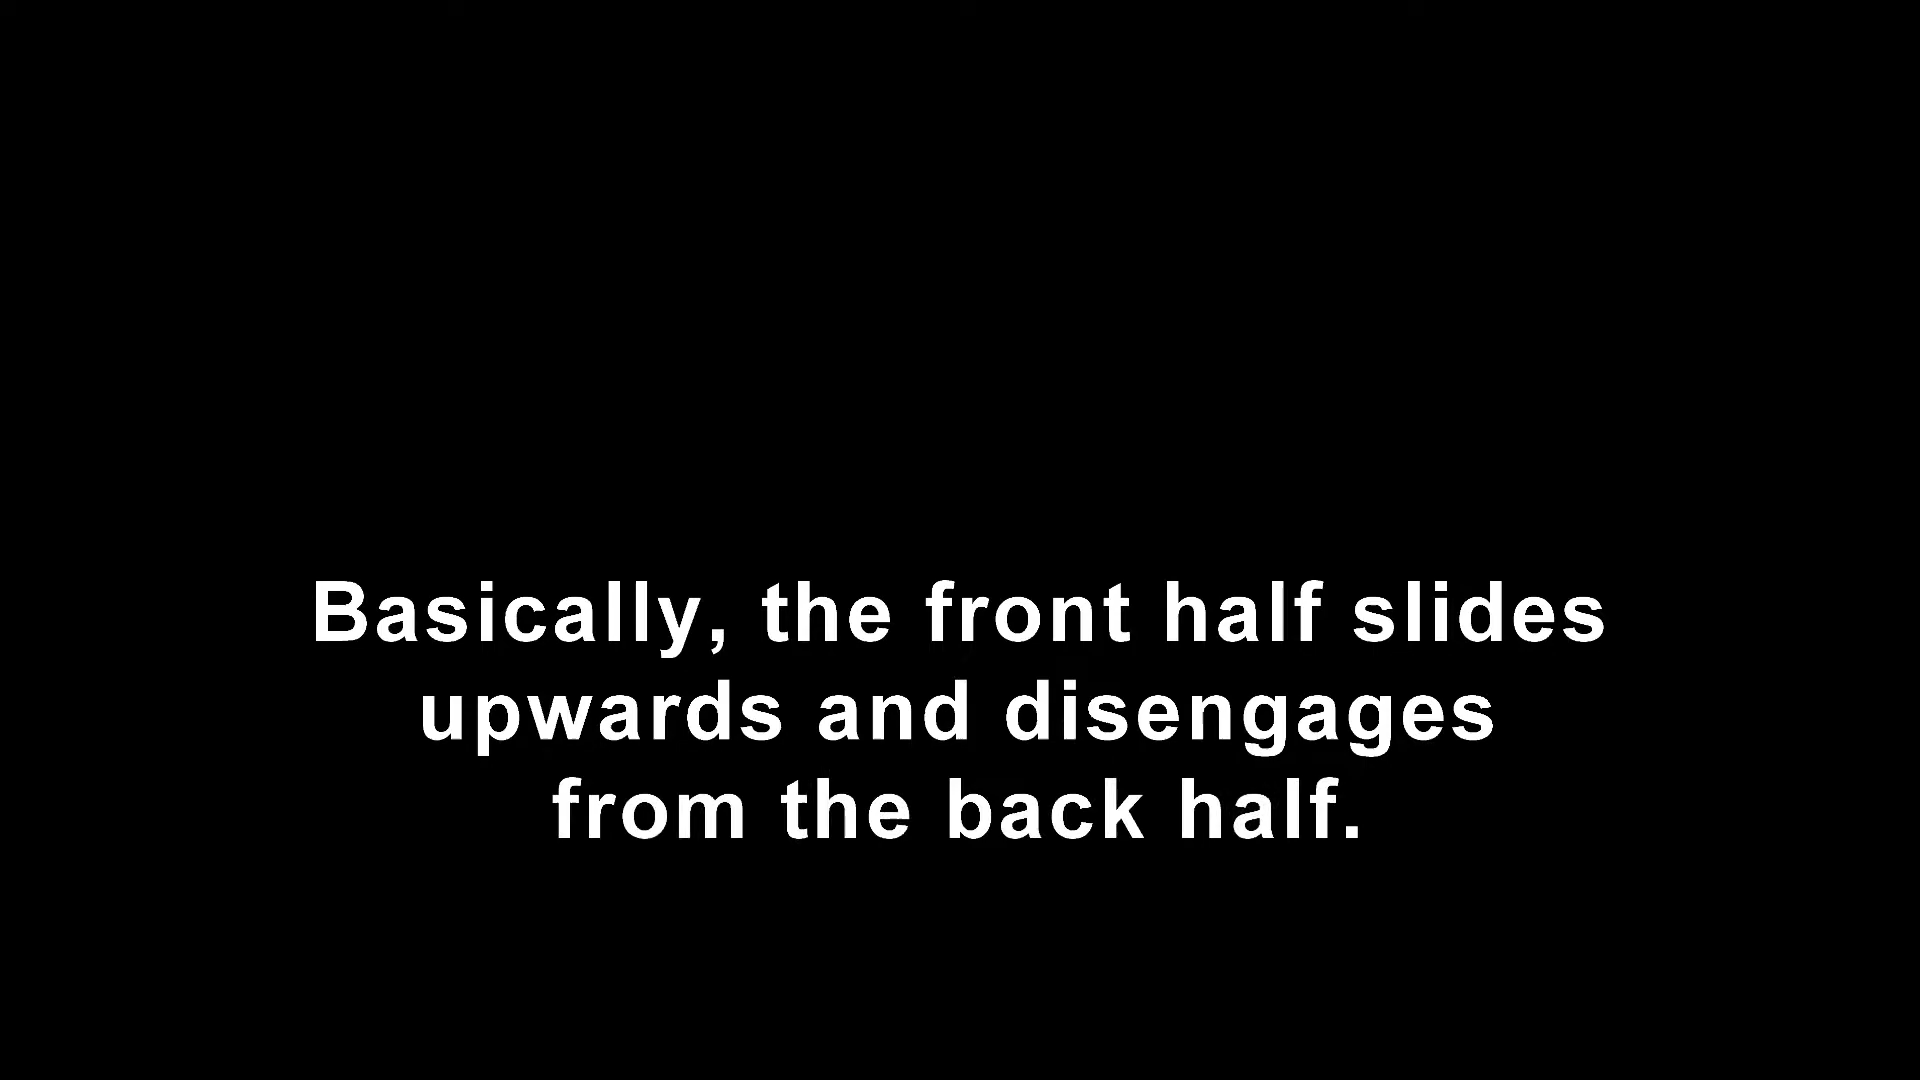 Basically, the front half slides
upwards and disengages
from the back half.